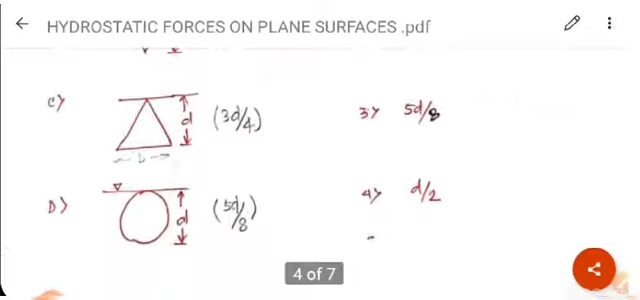 HYDROSTATIC FORCES ON PLANE SURFACES .pdf
C) d (3d/4) 3) 5d/8
b
D) d (5d/8) 4) d/2
4 of 7